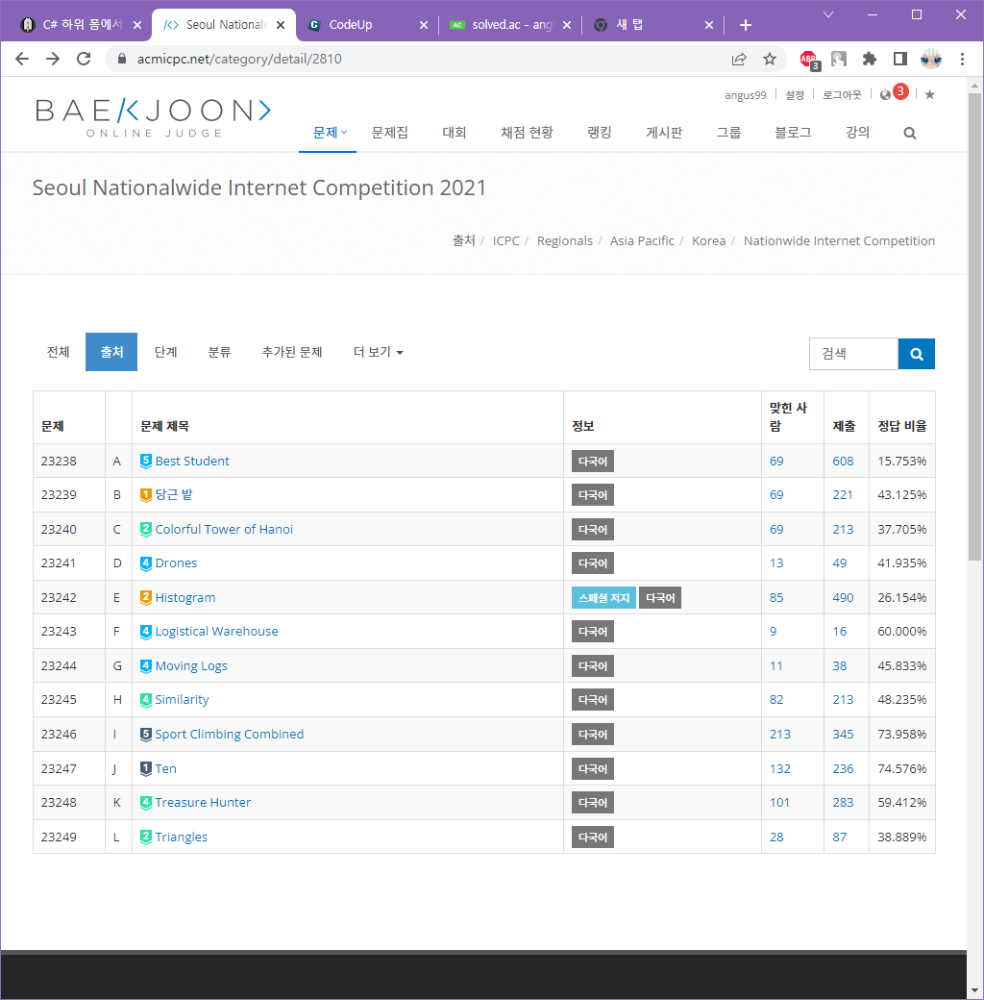 C# 하위 폼에서
Seoul Nationalw
CodeUp
AC solved.ac - ang
새 탭
acmicpc.net/category/detail/2810
ABP 3
angus99 설정 로그아웃 3
BAE/<JOON>
ONLINE JUDGE
문제 문제집 대회 채점 현황 랭킹 게시판 그룹 블로그 강의
Seoul Nationalwide Internet Competition 2021
출처 / ICPC / Regionals / Asia Pacific / Korea / Nationwide Internet Competition
전체 출처 단계 분류 추가된 문제 더 보기 검색
문제 문제 제목 정보 맞힌 사람 제출 정답 비율
23238 A 5 Best Student 다국어 69 608 15.753%
23239 B 1 당근 밭 다국어 69 221 43.125%
23240 C 2 Colorful Tower of Hanoi 다국어 69 213 37.705%
23241 D 4 Drones 다국어 13 49 41.935%
23242 E 2 Histogram 스페셜 저지 다국어 85 490 26.154%
23243 F 4 Logistical Warehouse 다국어 9 16 60.000%
23244 G 4 Moving Logs 다국어 11 38 45.833%
23245 H 4 Similarity 다국어 82 213 48.235%
23246 I 5 Sport Climbing Combined 다국어 213 345 73.958%
23247 J 1 Ten 다국어 132 236 74.576%
23248 K 4 Treasure Hunter 다국어 101 283 59.412%
23249 L 2 Triangles 다국어 28 87 38.889%